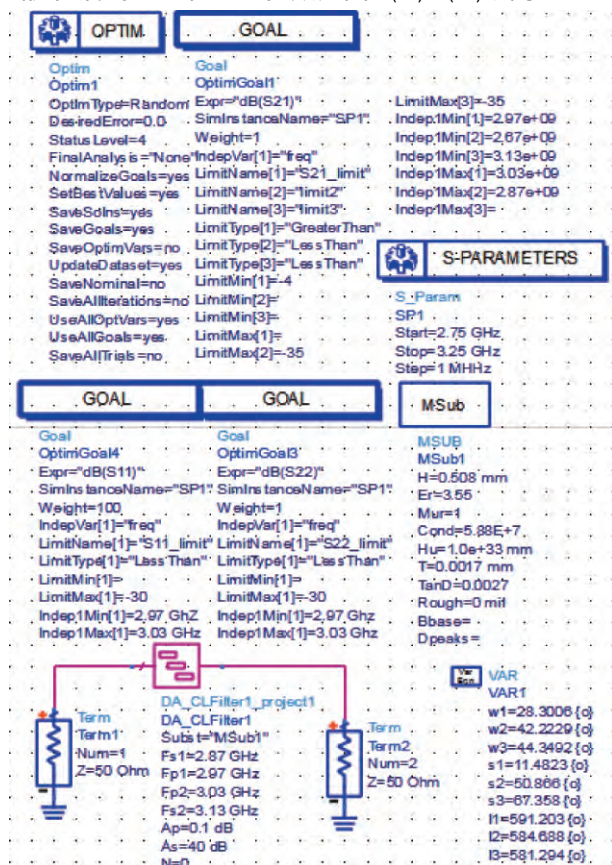 OPTIM
GOAL
Optim
Optim1
OptimType=Random
DesiredError=0.0
StatusLevel=4
FinalAnalysis="None"
NormalizeGoals=yes
SetBestValues=yes
SaveSolns=yes
SaveGoals=yes
SaveOptimVars=no
UpdateDataset=yes
SaveNominal=no
SaveAllIterations=no
UseAllOptVars=yes
UseAllGoals=yes
SaveAllTrials=no
Goal
OptimGoal1
Expr="dB(S21)"
SimInstanceName="SP1"
Weight=1
IndepVar[1]="freq"
LimitName[1]="S21_limit"
LimitName[2]="limit2"
LimitName[3]="limit3"
LimitType[1]="GreaterThan"
LimitType[2]="LessThan"
LimitType[3]="LessThan"
LimitMin[1]=-4
LimitMin[2]=
LimitMin[3]=
LimitMax[1]=
LimitMax[2]=-35
LimitMax[3]=-35
Indep1Min[1]=2.97e+09
Indep1Min[2]=2.67e+09
Indep1Min[3]=3.13e+09
Indep1Max[1]=3.03e+09
Indep1Max[2]=2.87e+09
Indep1Max[3]=
S-PARAMETERS
S_Param
SP1
Start=2.75 GHz
Stop=3.25 GHz
Step=1 MHHz
GOAL
GOAL
MSub
Goal
OptimGoal4
Expr="dB(S11)"
SimInstanceName="SP1"
Weight=100
IndepVar[1]="freq"
LimitName[1]="S11_limit"
LimitType[1]="LessThan"
LimitMin[1]=
LimitMax[1]=-30
Indep1Min[1]=2.97 GhZ
Indep1Max[1]=3.03 GHz
Goal
OptimGoal3
Expr="dB(S22)"
SimInstanceName="SP1"
Weight=1
IndepVar[1]="freq"
LimitName[1]="S22_limit"
LimitType[1]="LessThan"
LimitMin[1]=
LimitMax[1]=-30
Indep1Min[1]=2.97 GHz
Indep1Max[1]=3.03 GHz
MSUB
MSub1
H=0.508 mm
Er=3.55
Mur=1
Cond=5.88E+7
Hu=1.0e+33 mm
T=0.0017 mm
TanD=0.0027
Rough=0 mil
Bbase=
Dpeaks=
Term
Term1
Num=1
Z=50 Ohm
DA_CLFilter1_project1
DA_CLFilter1
Subst="MSub1"
Fs1=2.87 GHz
Fp1=2.97 GHz
Fp2=3.03 GHz
Fs2=3.13 GHz
Ap=0.1 dB
As=40 dB
N=0
Term
Term2
Num=2
Z=50 Ohm
Var
Eqn
VAR
VAR1
w1=28.3006 {o}
w2=42.2229 {o}
w3=44.3492 {o}
s1=11.4823 {o}
s2=50.866 {o}
s3=67.358 {o}
l1=591.203 {o}
l2=584.688 {o}
l3=581.294 {o}